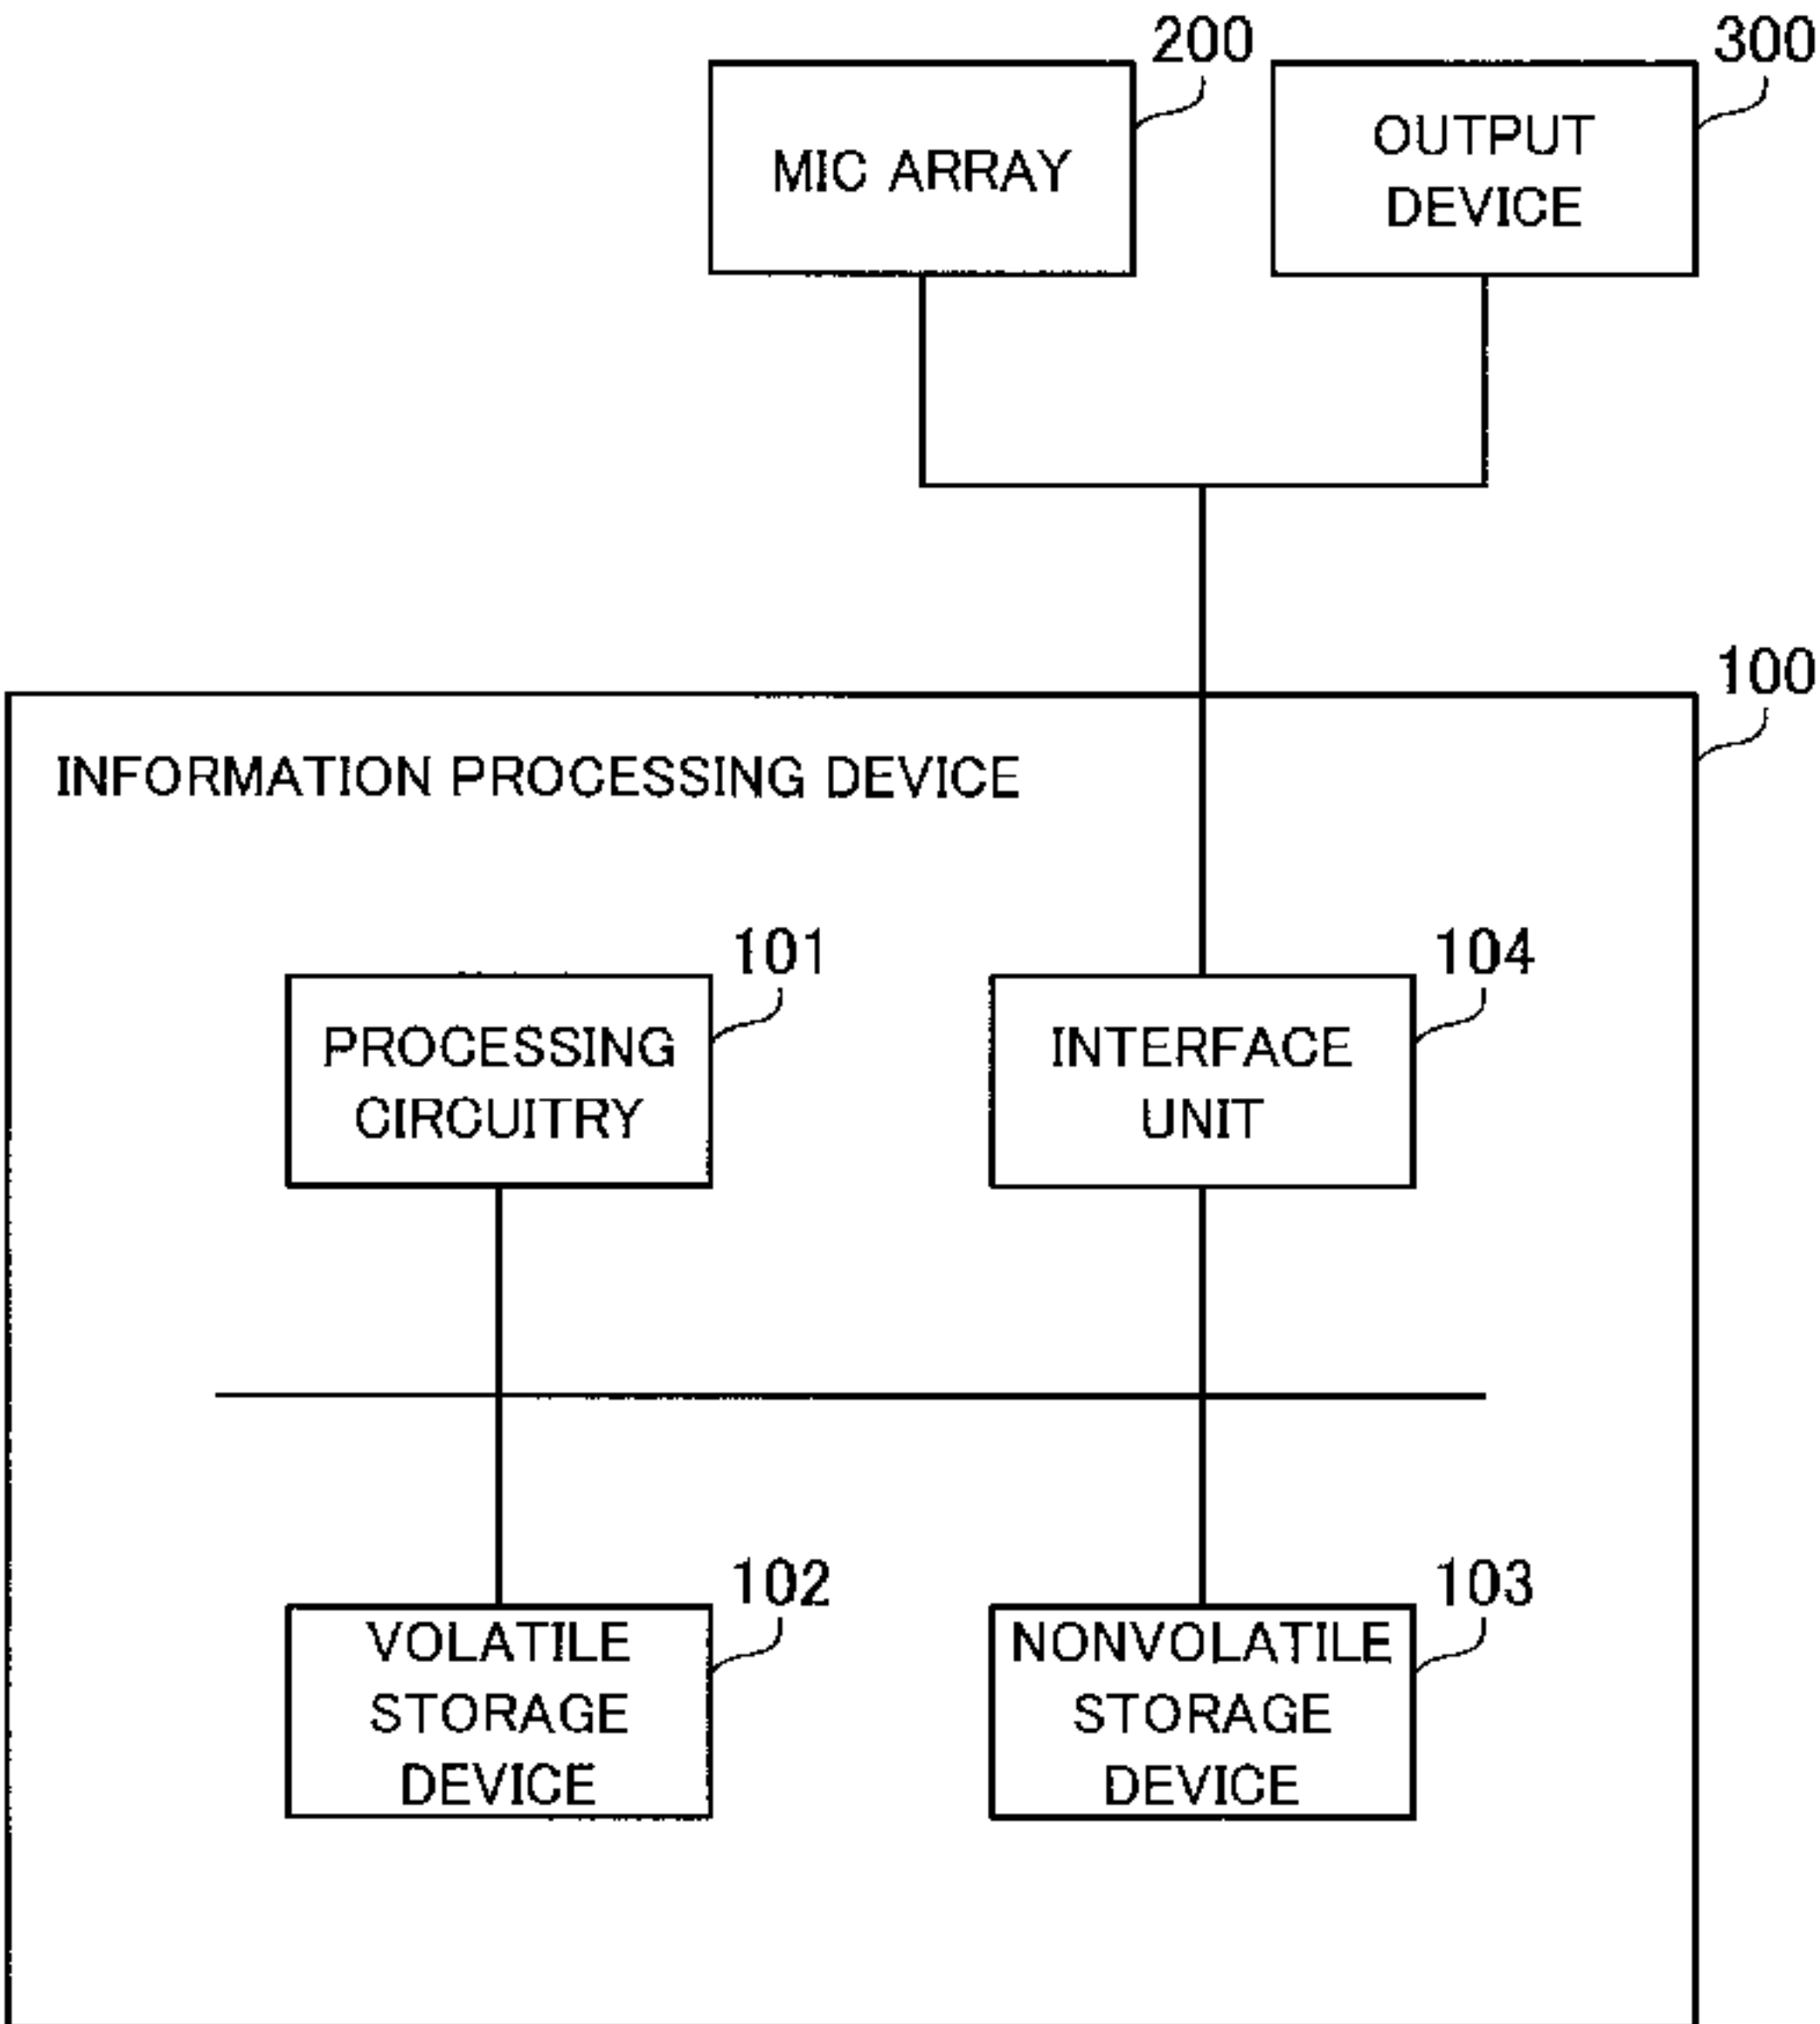 200
300
MIC ARRAY
OUTPUT
DEVICE
100
INFORMATION PROCESSING DEVICE
101
104
PROCESSING
CIRCUITRY
INTERFACE
UNIT
102
103
VOLATILE
STORAGE
DEVICE
NONVOLATILE
STORAGE
DEVICE